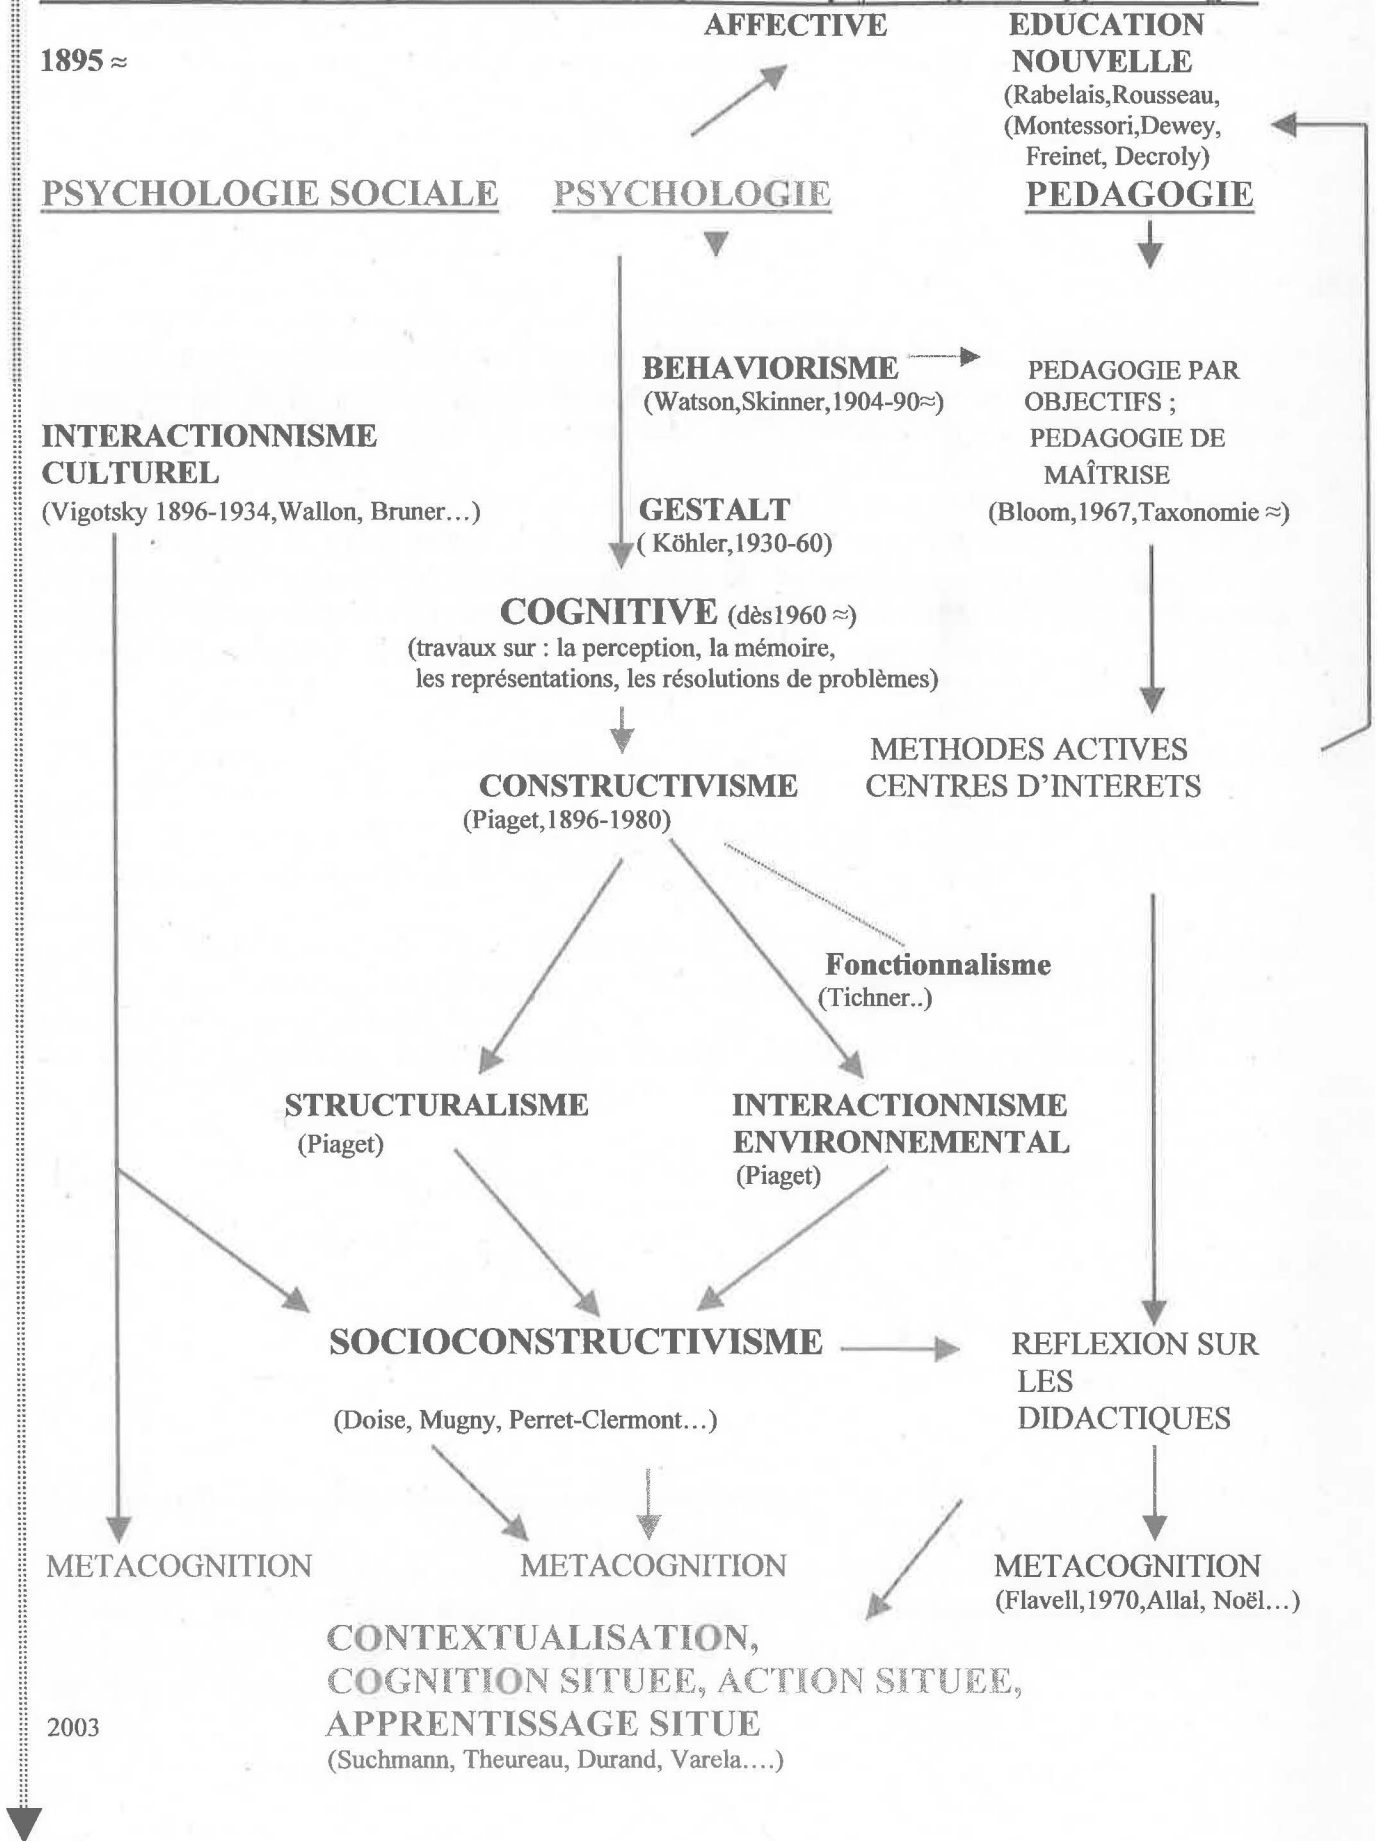 AFFECTIVE
EDUCATION
NOUVELLE
1895 ≈
(Rabelais,Rousseau,
(Montessori,Dewey,
Freinet, Decroly)
PSYCHOLOGIE SOCIALE
PSYCHOLOGIE
PEDAGOGIE
BEHAVIORISME
(Watson,Skinner,1904-90≈)
PEDAGOGIE PAR
OBJECTIFS ;
PEDAGOGIE DE
MAÎTRISE
(Bloom,1967,Taxonomie ≈)
INTERACTIONNISME
CULTUREL
(Vigotsky 1896-1934,Wallon, Bruner…)
GESTALT
( Köhler,1930-60)
COGNITIVE (dès1960 ≈)
(travaux sur : la perception, la mémoire,
les représentations, les résolutions de problèmes)
METHODES ACTIVES
CENTRES D'INTERETS
CONSTRUCTIVISME
(Piaget,1896-1980)
Fonctionnalisme
(Tichner..)
STRUCTURALISME
(Piaget)
INTERACTIONNISME
ENVIRONNEMENTAL
(Piaget)
SOCIOCONSTRUCTIVISME
(Doise, Mugny, Perret-Clermont…)
REFLEXION SUR
LES
DIDACTIQUES
METACOGNITION
METACOGNITION
METACOGNITION
(Flavell,1970,Allal, Noël…)
CONTEXTUALISATION,
COGNITION SITUEE, ACTION SITUEE,
APPRENTISSAGE SITUE
(Suchmann, Theureau, Durand, Varela….)
2003